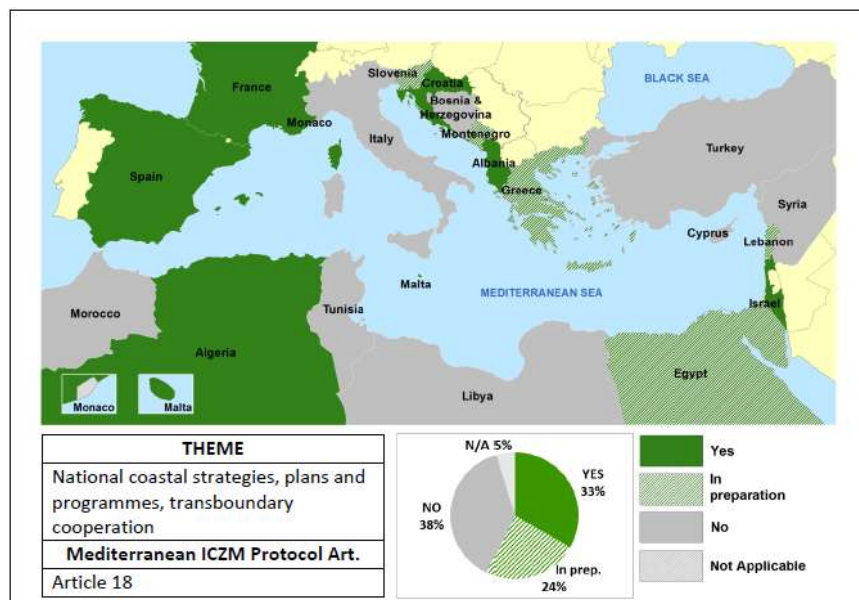 BLACK SEA
Slovenia
Croatia
France
Bosnia &
Herzegovina
Monaco
Montenegro
Italy
Turkey
Albania
Spain
Greece
Syria
Cyprus
Lebanon
Malta
MEDITERRANEAN SEA
Israel
Morocco
Tunisia
Algeria
Egypt
Libya
Monaco
Malta
THEME
National coastal strategies, plans and
programmes, transboundary
cooperation
Mediterranean ICZM Protocol Art.
Article 18
N/A 5%
YES
33%
NO
38%
In prep.
24%
Yes
In
preparation
No
Not Applicable